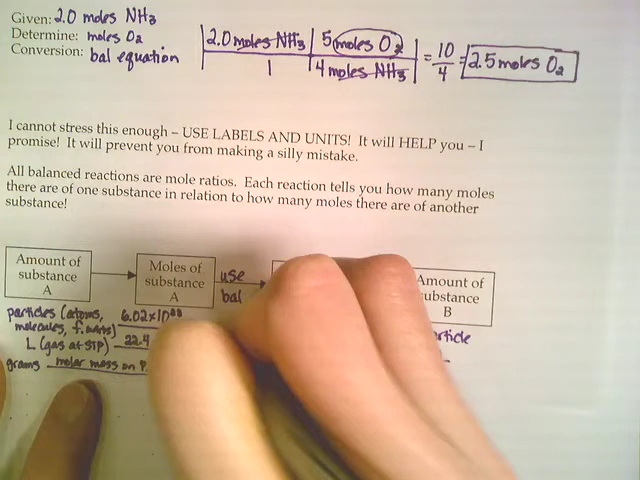 Given: 2.0 moles NH3
Determine: moles O2
Conversion: bal equation
2.0 moles NH3 | 5 moles O2
1 | 4 moles NH3
= 10/4 = 2.5 moles O2
I cannot stress this enough – USE LABELS AND UNITS! It will HELP you – I
promise! It will prevent you from making a silly mistake.
All balanced reactions are mole ratios. Each reaction tells you how many moles
there are of one substance in relation to how many moles there are of another
substance!
Amount of
substance
A
Moles of
substance
A
use
bal
Amount of
substance
B
particles (atoms,
molecules, f. units)
6.02x10
L (gas at STP) 22.4
grams molar mass on P.